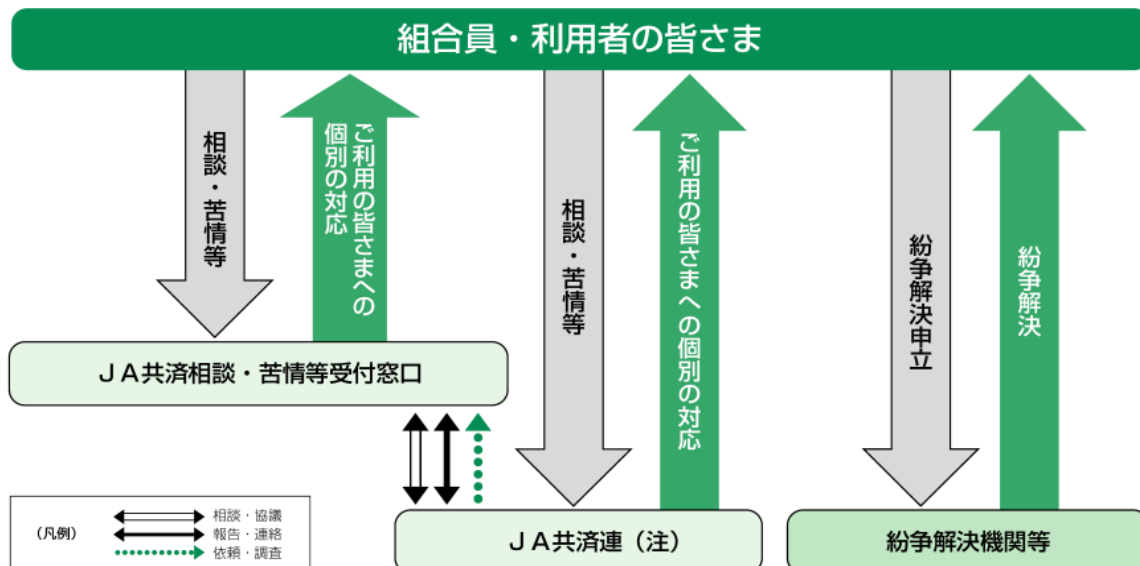 組合員・利用者の皆さま
相談・苦情等
ご利用の皆さまへの
個別の対応
相談・苦情等
ご利用の皆さまへの個別の対応
紛争解決申立
紛争解決
ＪＡ共済相談・苦情等受付窓口
（凡例）
相談・協議
報告・連絡
依頼・調査
ＪＡ共済連（注）
紛争解決機関等